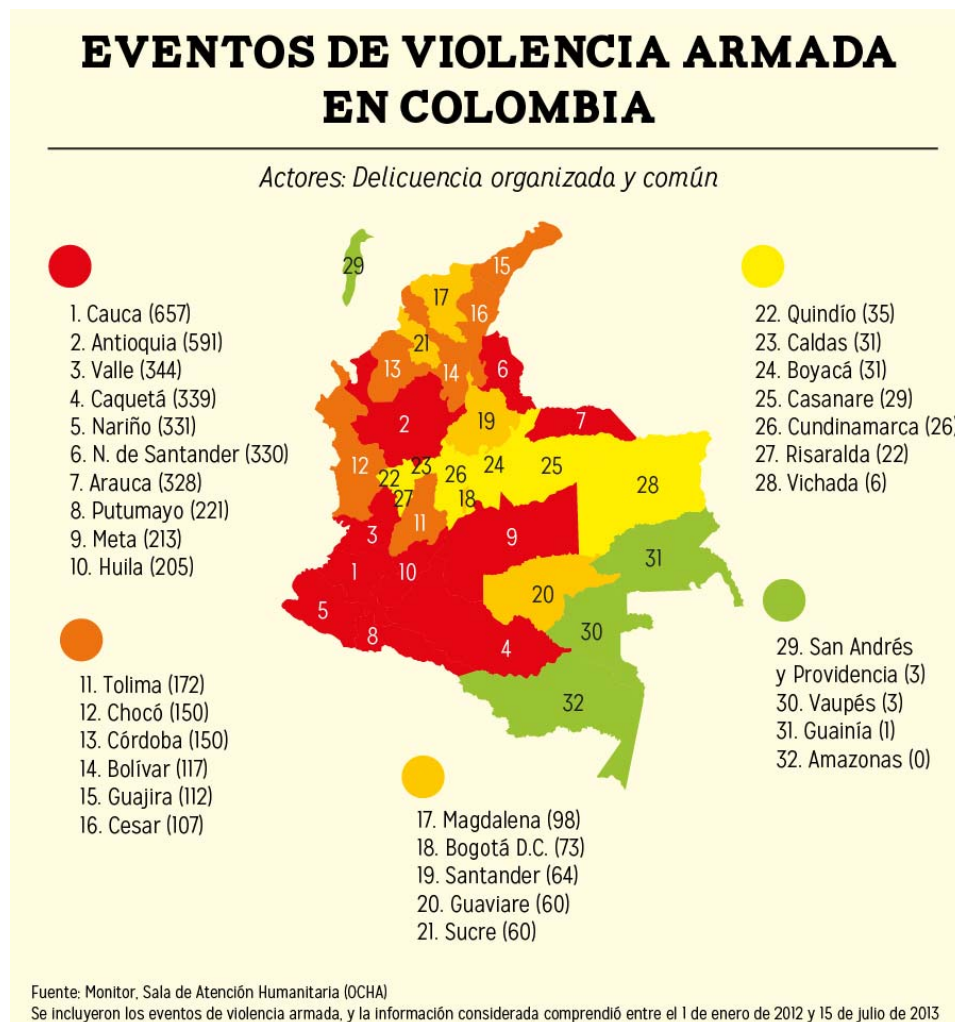 EVENTOS DE VIOLENCIA ARMADA
EN COLOMBIA
Actores: Delicuencia organizada y común
1. Cauca (657)
2. Antioquia (591)
3. Valle (344)
4. Caquetá (339)
5. Nariño (331)
6. N. de Santander (330)
7. Arauca (328)
8. Putumayo (221)
9. Meta (213)
10. Huila (205)
11. Tolima (172)
12. Chocó (150)
13. Córdoba (150)
14. Bolívar (117)
15. Guajira (112)
16. Cesar (107)
29
15
17
16
21
13
14
6
19
7
2
12
23
22
26
24
25
28
27
18
11
3
9
31
1
10
20
5
30
8
4
32
17. Magdalena (98)
18. Bogotá D.C. (73)
19. Santander (64)
20. Guaviare (60)
21. Sucre (60)
22. Quindío (35)
23. Caldas (31)
24. Boyacá (31)
25. Casanare (29)
26. Cundinamarca (26)
27. Risaralda (22)
28. Vichada (6)
29. San Andrés
y Providencia (3)
30. Vaupés (3)
31. Guainía (1)
32. Amazonas (0)
Fuente: Monitor, Sala de Atención Humanitaria (OCHA)
Se incluyeron los eventos de violencia armada, y la información considerada comprendió entre el 1 de enero de 2012 y 15 de julio de 2013